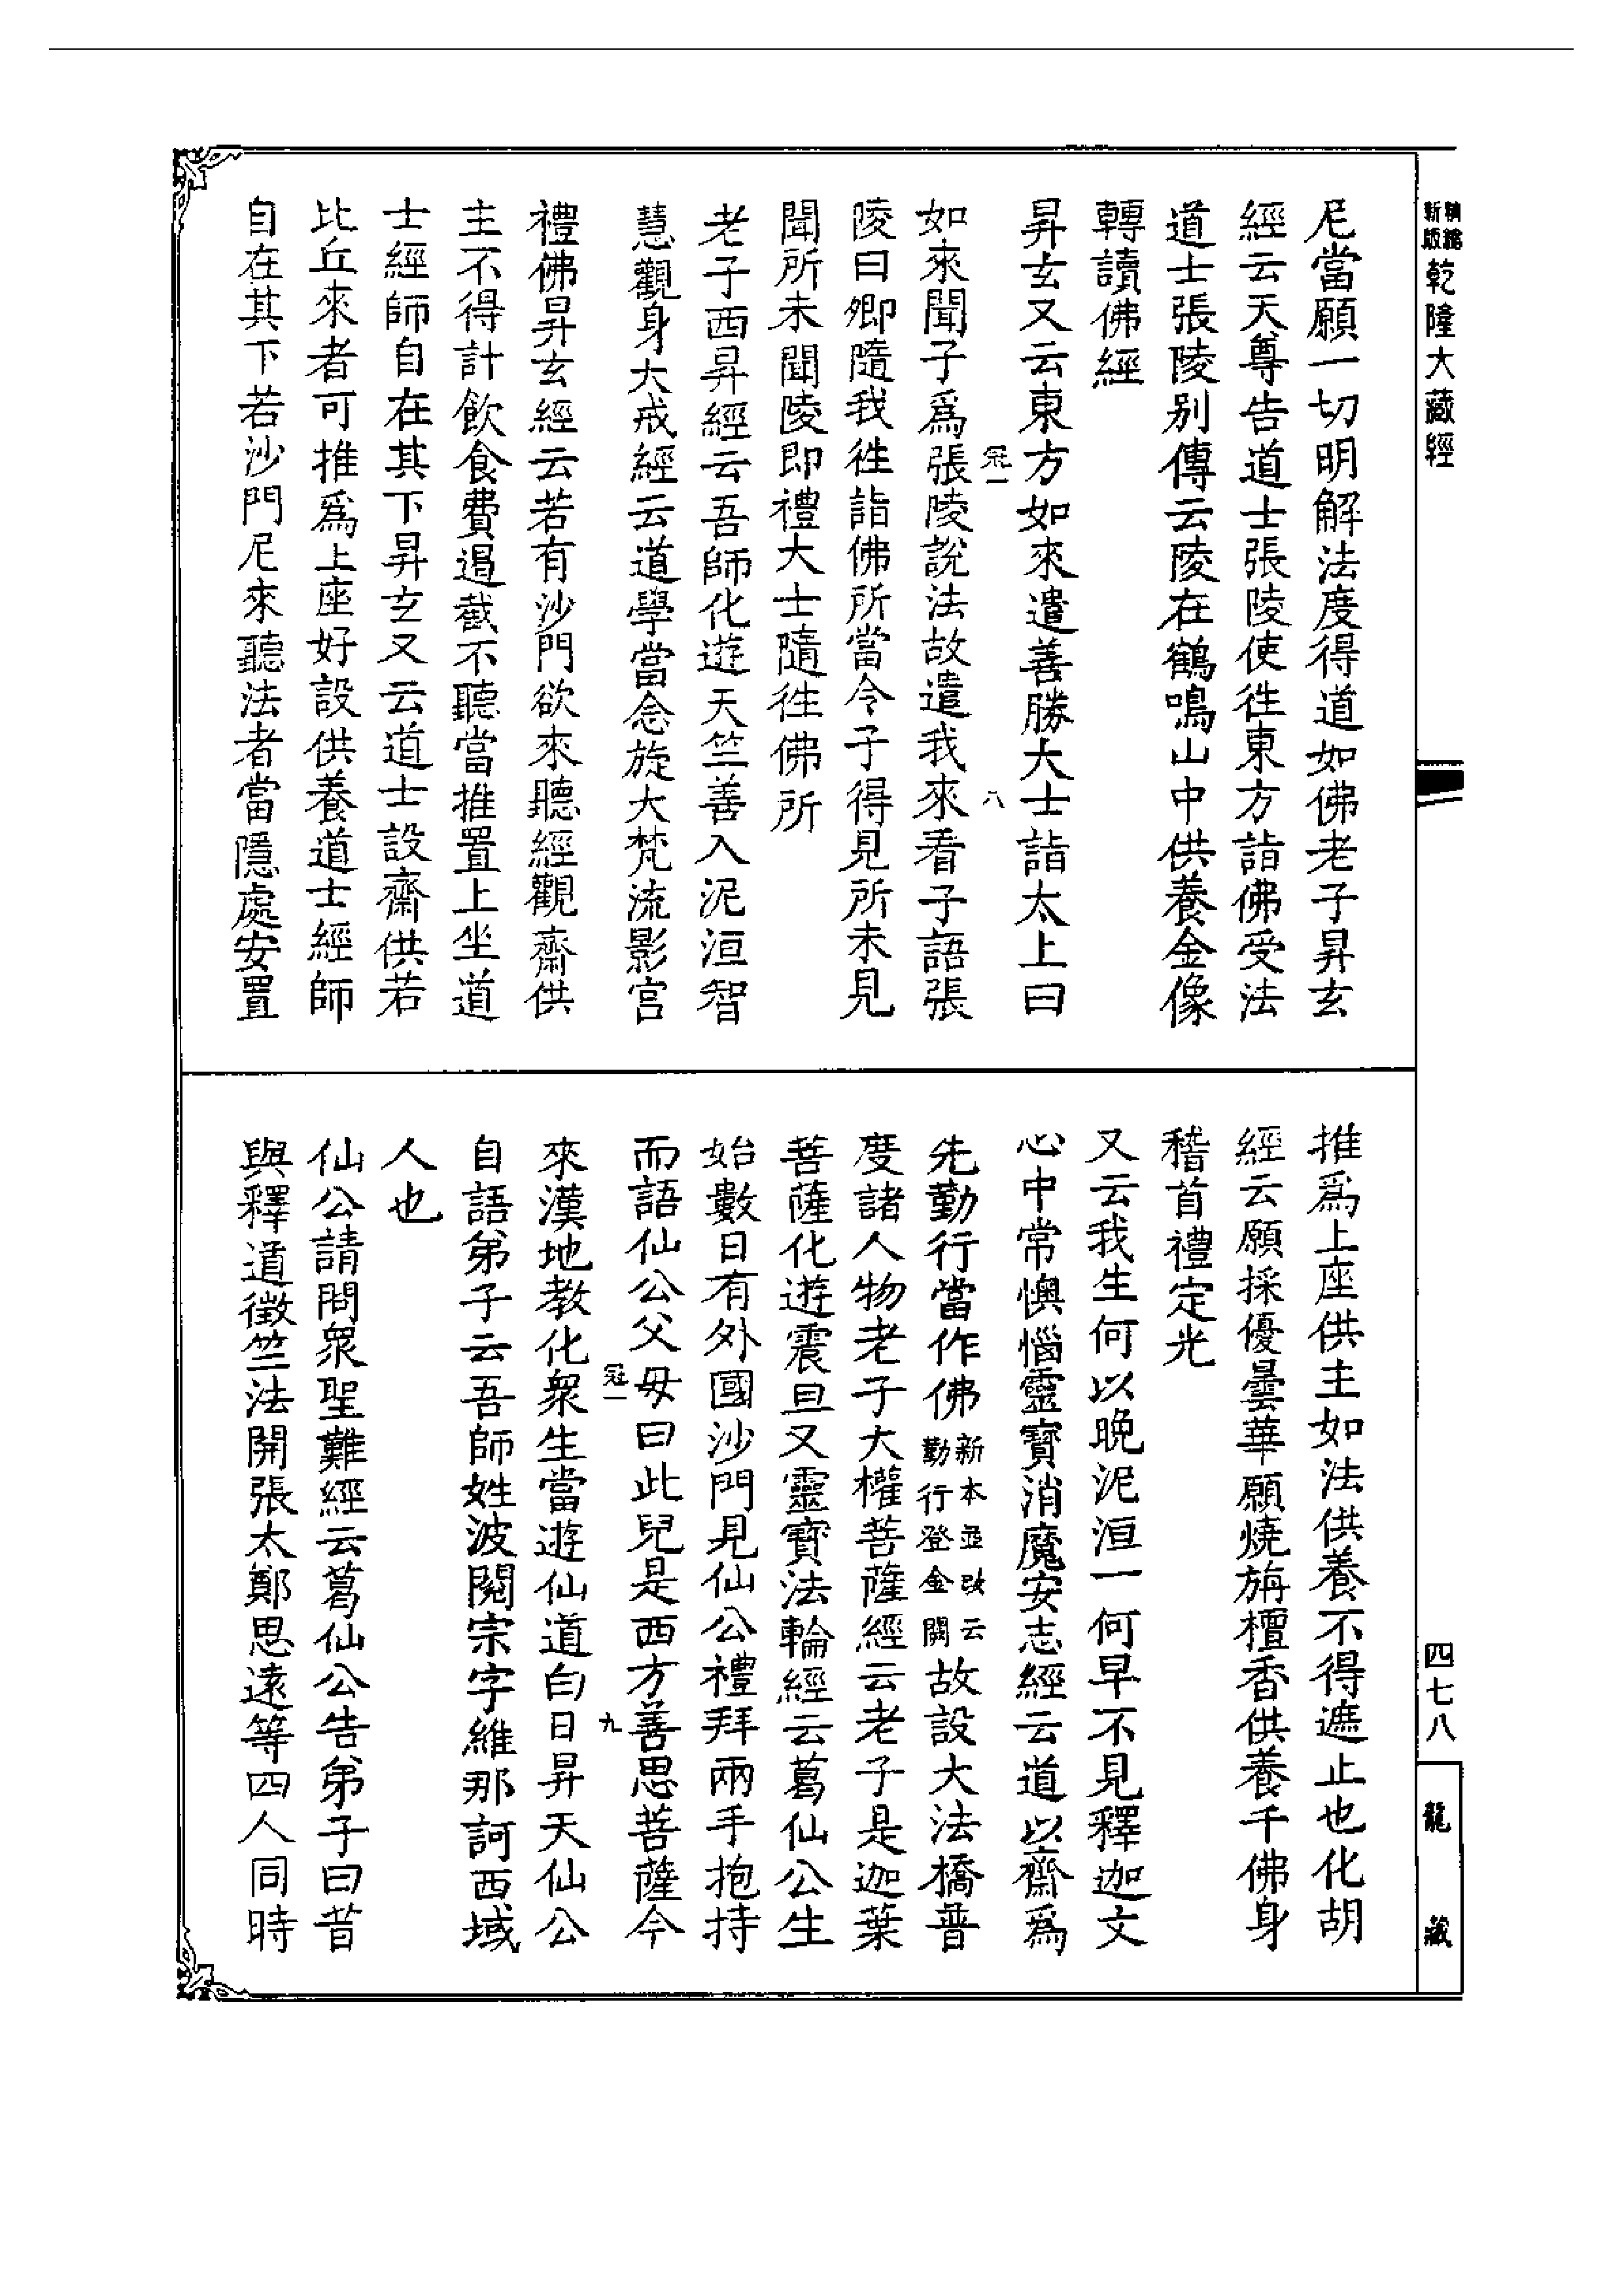 新版精縮乾隆大藏經
尼當願一切明解法度得道如佛老子昇玄
經云天尊告道士張陵使徃東方詣佛受法
道士張陵别傳云陵在鶴鳴山中供養金像
轉讀佛經
昇玄又云東方如來遣善勝大士詣太上曰
冠一 八
如來聞子爲張陵說法故遣我來看子語張
陵曰卿隨我徃詣佛所當令子得見所未見
聞所未聞陵即禮大士隨徃佛所
老子西昇經云吾師化遊天竺善入泥洹智
慧觀身大戒經云道學當念旋大梵流影宫
禮佛昇玄經云若有沙門欲來聽經觀齋供
主不得計飲食費遏截不聽當推置上坐道
士經師自在其下昇玄又云道士設齋供若
比丘來者可推爲上座好設供養道士經師
自在其下若沙門尼來聽法者當隱處安置
推爲上座供主如法供養不得遮止也化胡
經云願採優曇華願燒旃檀香供養千佛身
稽首禮定光
又云我生何以晚泥洹一何早不見釋迦文
心中常懊惱靈寶消魔安志經云道以齋爲
先勤行當作佛新本並改云勤行登金闕故設大法橋普
度諸人物老子大權菩薩經云老子是迦葉
菩薩化遊震旦又靈寶法輪經云葛仙公生
始數日有外國沙門見仙公禮拜兩手抱持
而語仙公父母曰此兒是西方善思菩薩今
冠一 九
來漢地教化衆生當遊仙道白日昇天仙公
自語弟子云吾師姓波閱宗字維那訶西域
人也
仙公請問衆聖難經云葛仙公告弟子曰昔
與釋道徵竺法開張太鄭思遠等四人同時
四七八
龍藏